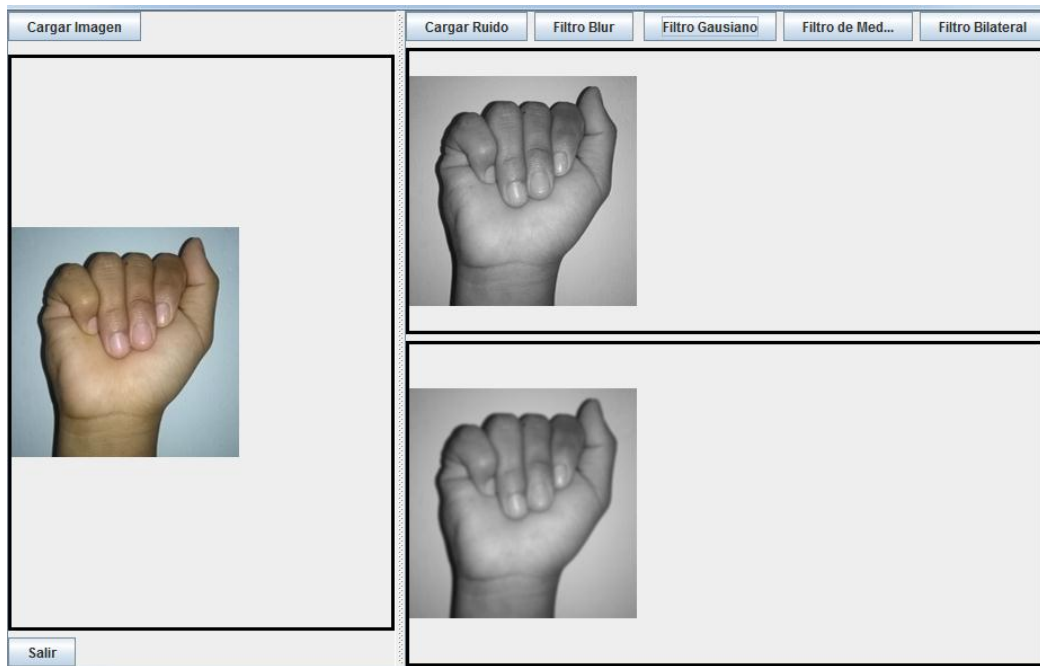 Cargar Imagen
Cargar Ruido
Filtro Blur
Filtro Gausiano
Filtro de Med...
Filtro Bilateral
Salir